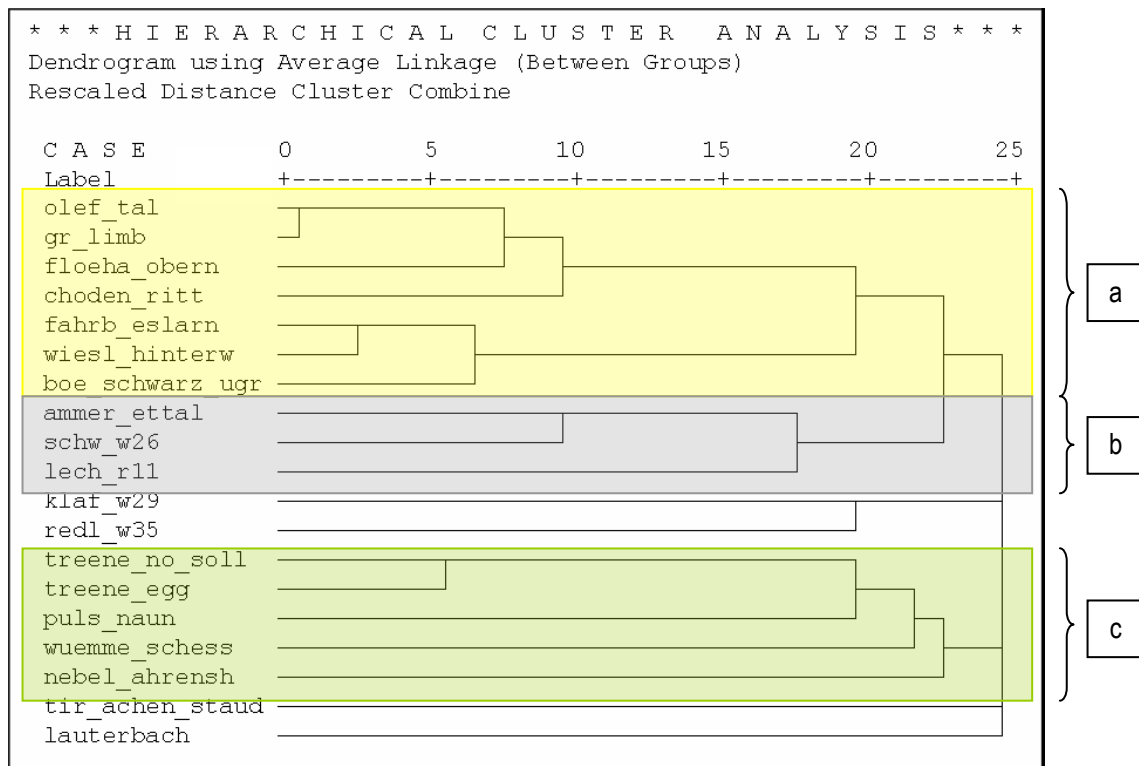 * * * H I E R A R C H I C A L  C L U S T E R   A N A L Y S I S * * *
Dendrogram using Average Linkage (Between Groups)
Rescaled Distance Cluster Combine
C A S E 0 5 10 15 20 25
Label +---------+---------+---------+---------+---------+
olef_tal
gr_limb
floeha_obern
choden_ritt
fahrb_eslarn
wiesl_hinterw
boe_schwarz_ugr
a
ammer_ettal
schw_w26
lech_r11
b
klaf_w29
redl_w35
treene_no_soll
treene_egg
puls_naun
wuemme_schess
nebel_ahrensh
c
tir_achen_staud
lauterbach